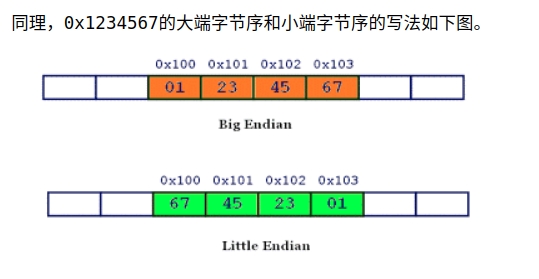 同理，0x1234567的大端字节序和小端字节序的写法如下图。
0x100 0x101 0x102 0x103
01 23 45 67
Big Endian
0x100 0x101 0x102 0x103
67 45 23 01
Little Endian